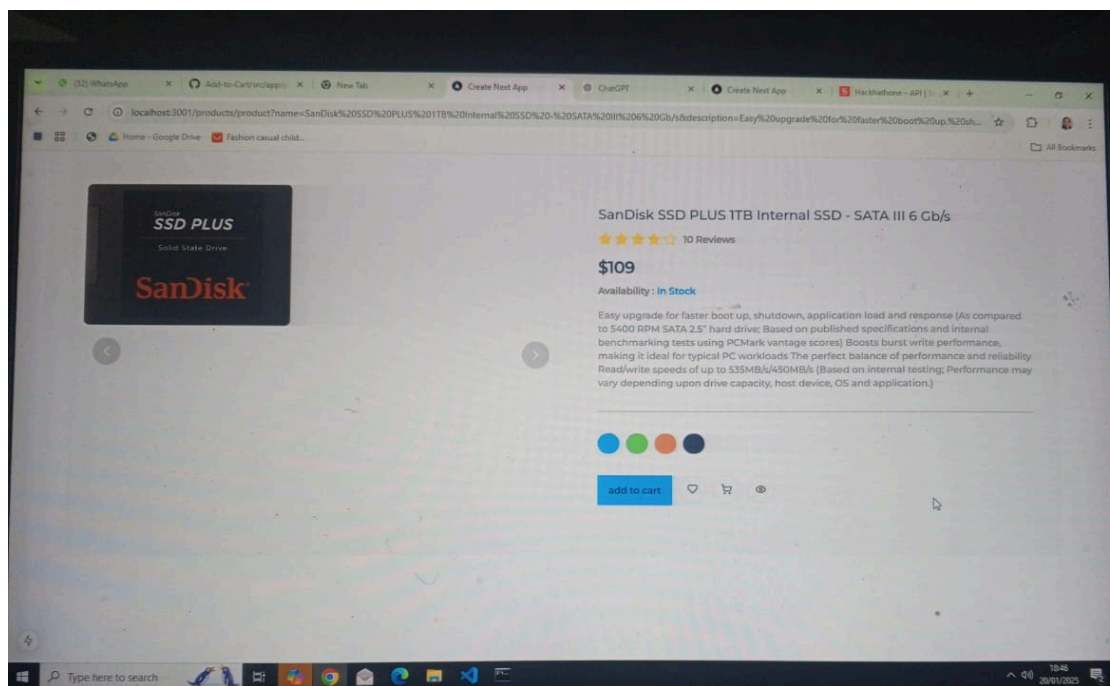 (32) WhatsApp
Add-to-Cart/src/app/
New Tab
Create Next App
ChatGPT
Create Next App
Hackhathone - API |
localhost:3001/products/product?name=SanDisk%20SSD%20PLUS%201TB%20Internal%20SSD%20-%20SATA%20III%206%20Gb/s&description=Easy%20upgrade%20for%20faster%20boot%20up,%20sh...
Home - Google Drive
Fashion casual child...
All Bookmarks
SanDisk
SSD PLUS
Solid State Drive
SanDisk
SanDisk SSD PLUS 1TB Internal SSD - SATA III 6 Gb/s
10 Reviews
$109
Availability : In Stock
Easy upgrade for faster boot up, shutdown, application load and response (As compared
to 5400 RPM SATA 2.5" hard drive; Based on published specifications and internal
benchmarking tests using PCMark vantage scores) Boosts burst write performance,
making it ideal for typical PC workloads The perfect balance of performance and reliability
Read/write speeds of up to 535MB/s/450MB/s (Based on internal testing; Performance may
vary depending upon drive capacity, host device, OS and application.)
add to cart
Type here to search
18:46
20/01/2025